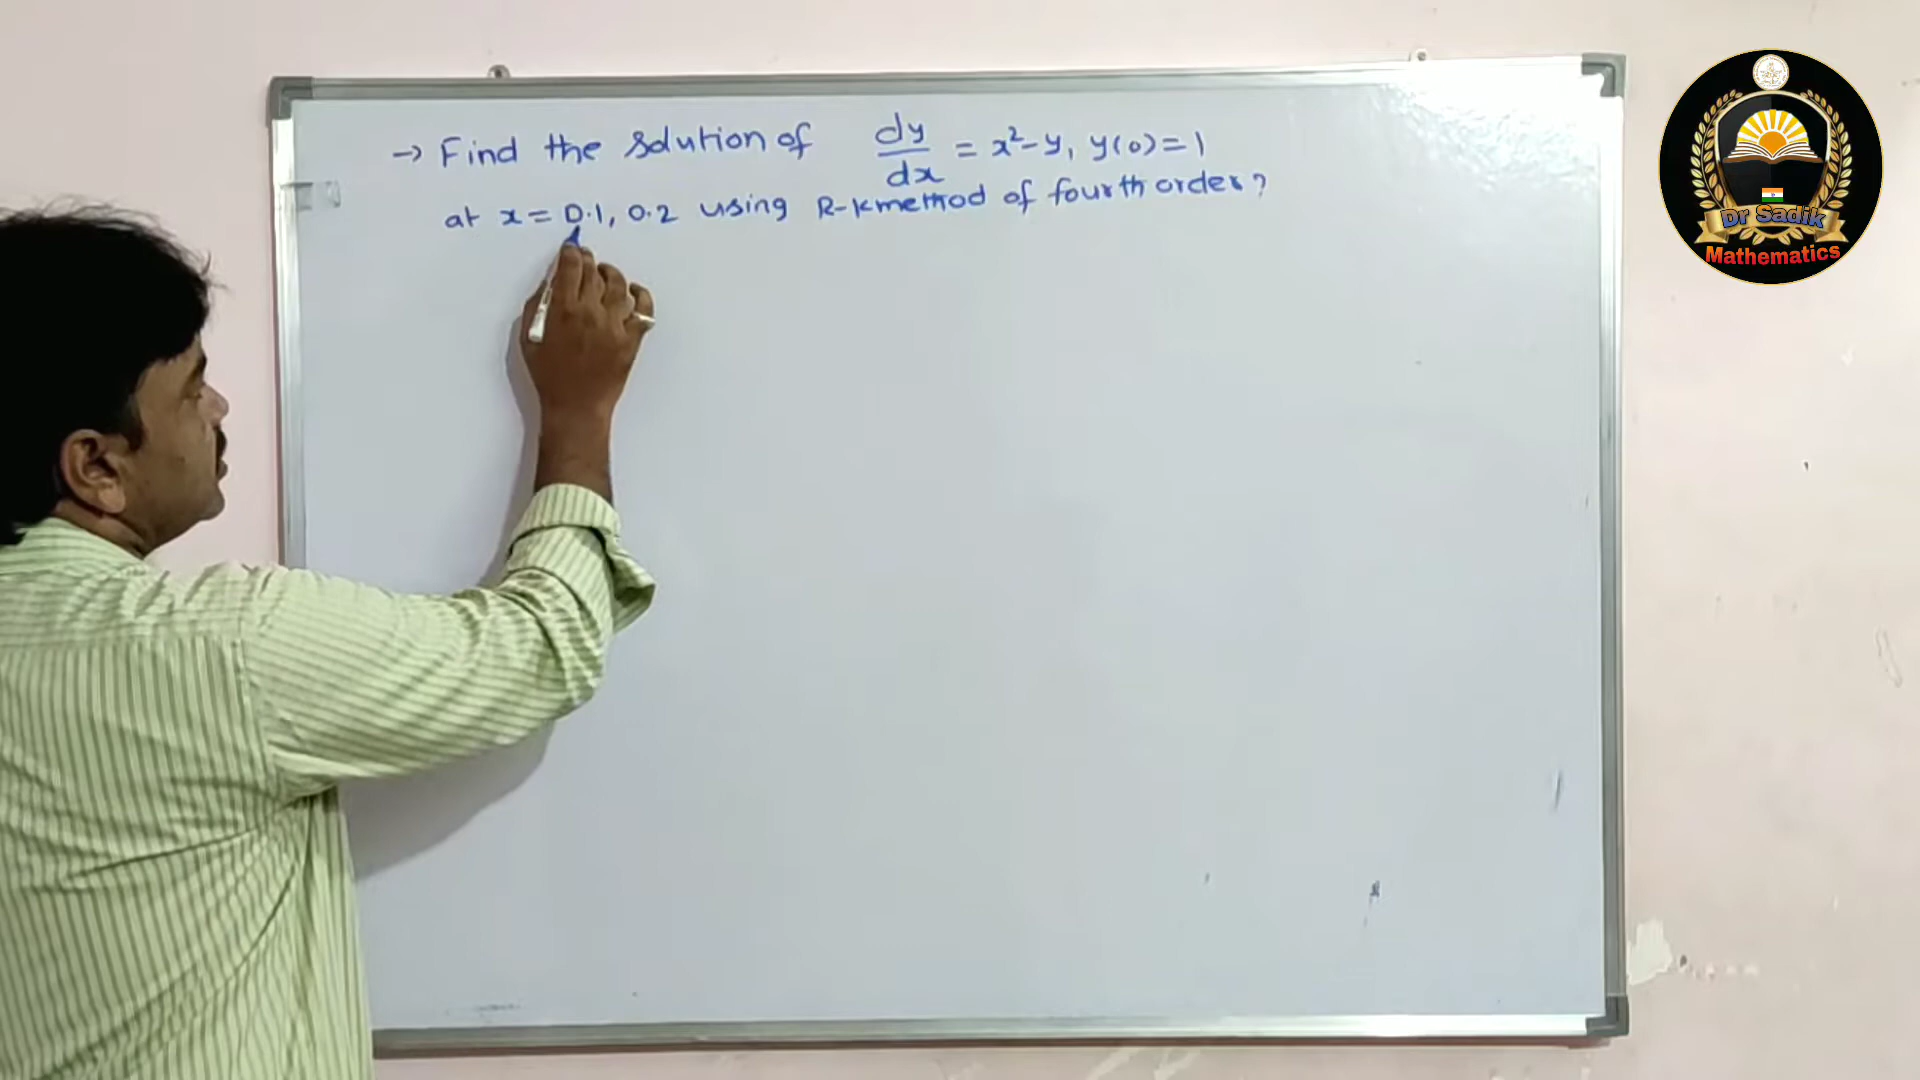 → Find the solution of dy/dx = x² - y, y(0) = 1
at x = 0.1, 0.2 using R-K method of fourth order?
Dr Sadik
Mathematics